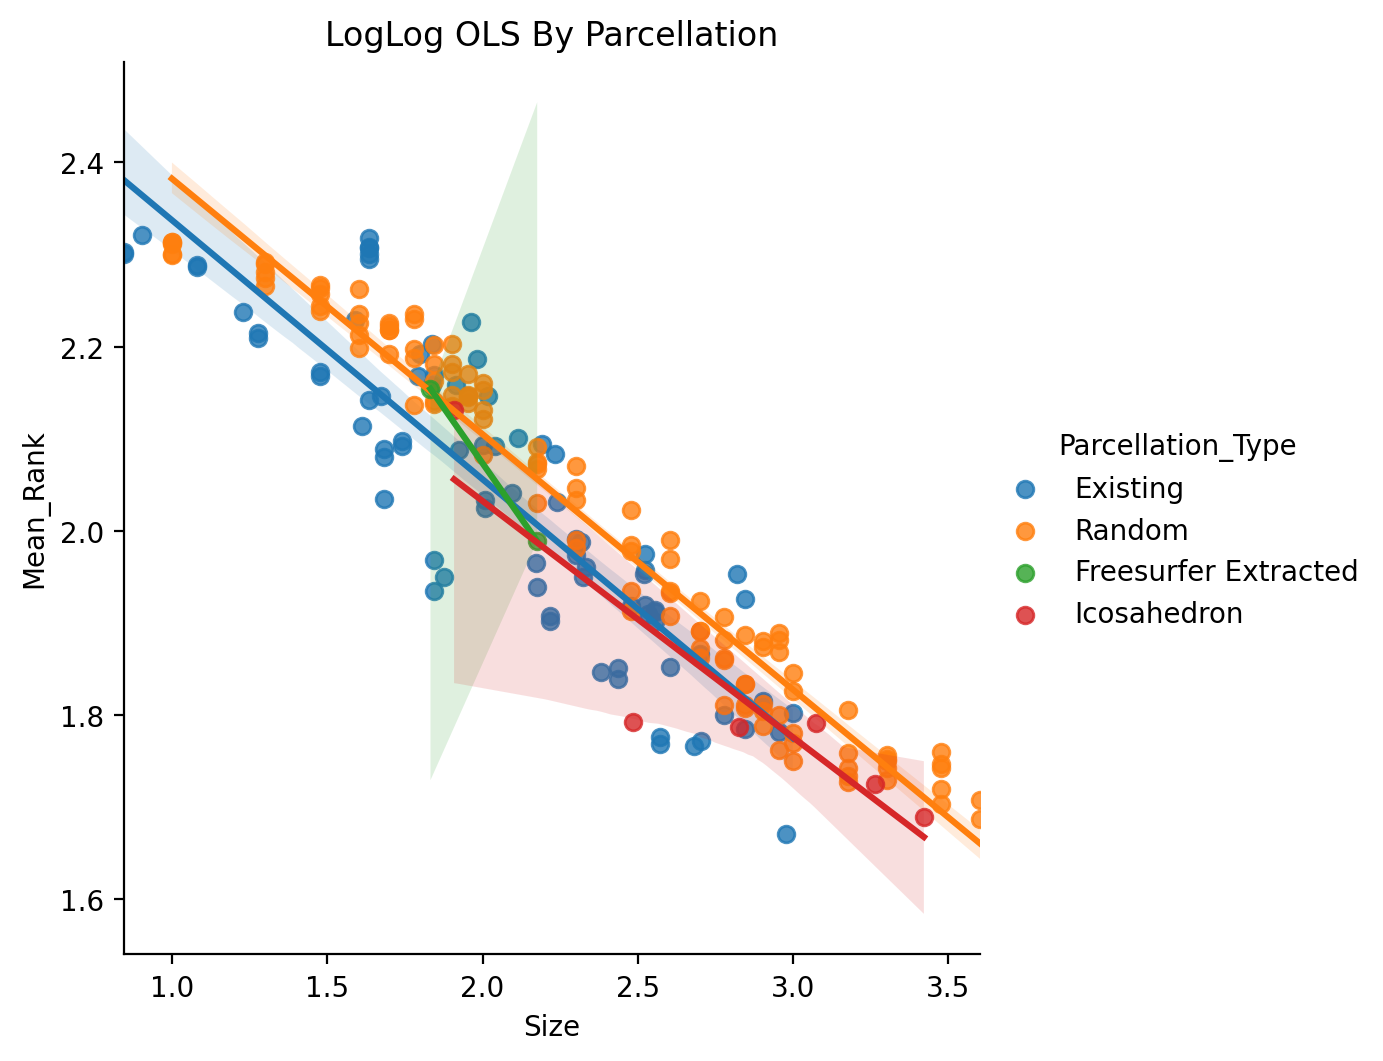 LogLog OLS By Parcellation
Mean_Rank
2.4
2.2
2.0
1.8
1.6
1.0 1.5 2.0 2.5 3.0 3.5
Size
Parcellation_Type
Existing
Random
Freesurfer Extracted
Icosahedron